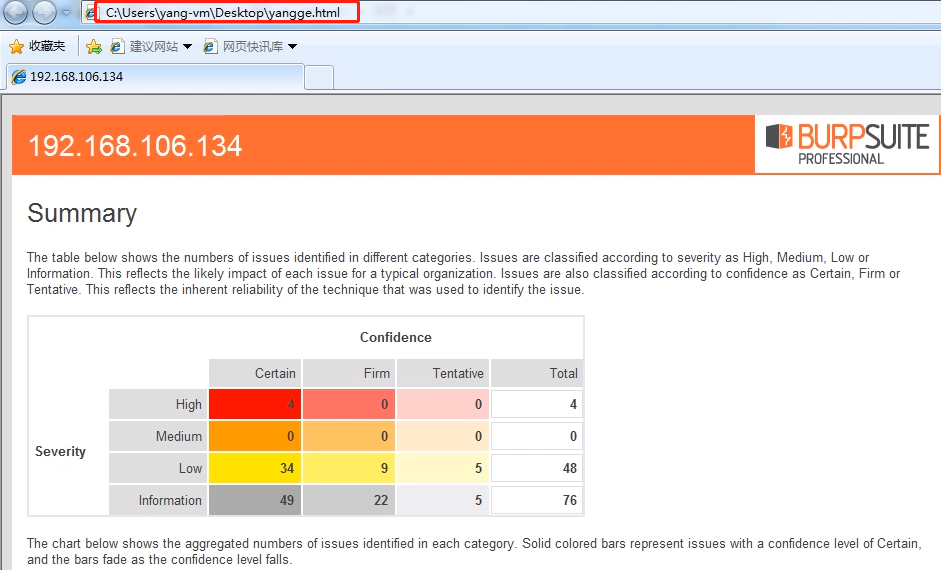 C:\Users\yang-vm\Desktop\yangge.html
收藏夹 建议网站 网页快讯库
192.168.106.134
192.168.106.134
BURPSUITE
PROFESSIONAL
Summary
The table below shows the numbers of issues identified in different categories. Issues are classified according to severity as High, Medium, Low or
Information. This reflects the likely impact of each issue for a typical organization. Issues are also classified according to confidence as Certain, Firm or
Tentative. This reflects the inherent reliability of the technique that was used to identify the issue.
Confidence
Certain Firm Tentative Total
High 4 0 0 4
Medium 0 0 0 0
Severity
Low 34 9 5 48
Information 49 22 5 76
The chart below shows the aggregated numbers of issues identified in each category. Solid colored bars represent issues with a confidence level of Certain,
and the bars fade as the confidence level falls.